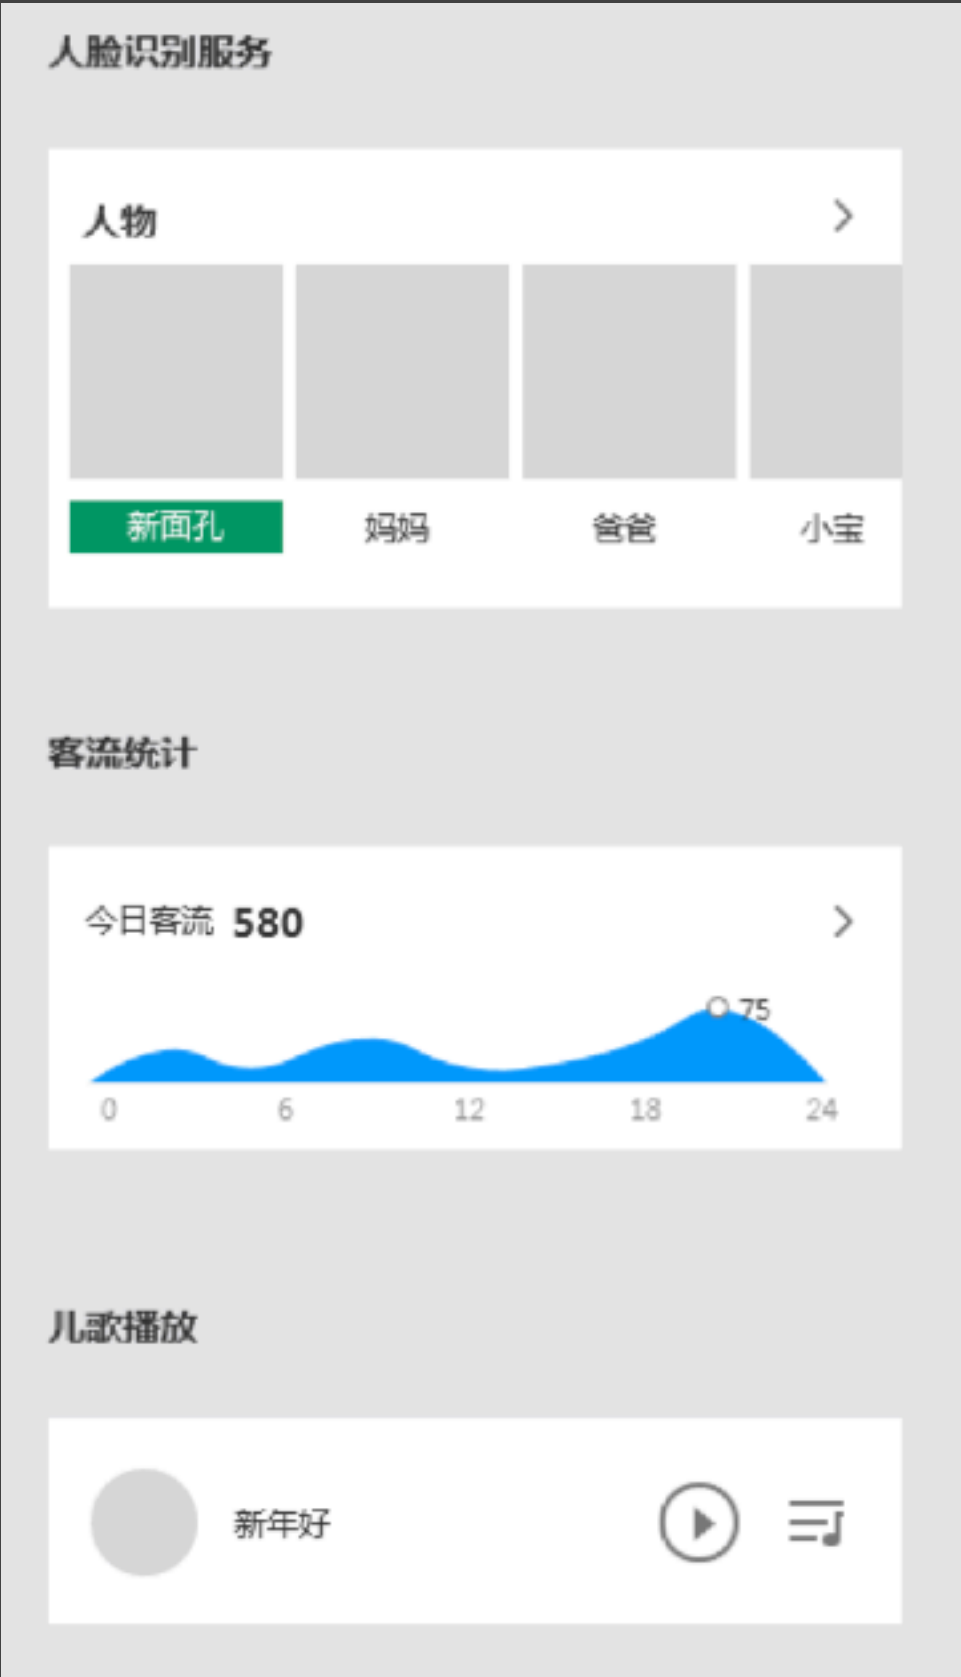 人脸识别服务
人物
新面孔 妈妈 爸爸 小宝
客流统计
今日客流 580
75
0 6 12 18 24
儿歌播放
新年好